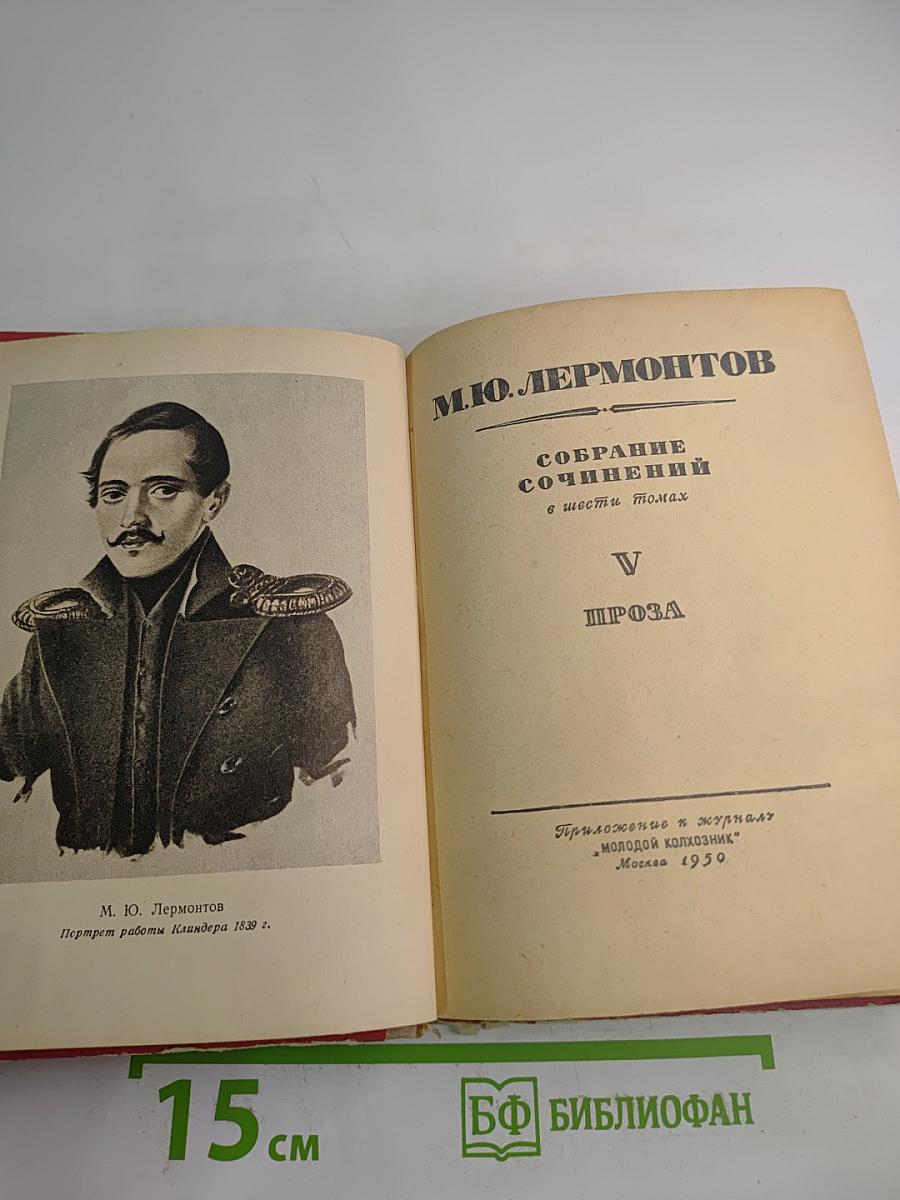 М. Ю. Лермонтов
Портрет работы Клиндера 1839 г.
М.Ю. ЛЕРМОНТОВ
СОБРАНИЕ
СОЧИНЕНИЙ
в шести томах
V
ПРОЗА
Приложение к журналу
„МОЛОДОЙ КОЛХОЗНИК"
Москва 1950
15 см
БФ БИБЛИОФАН